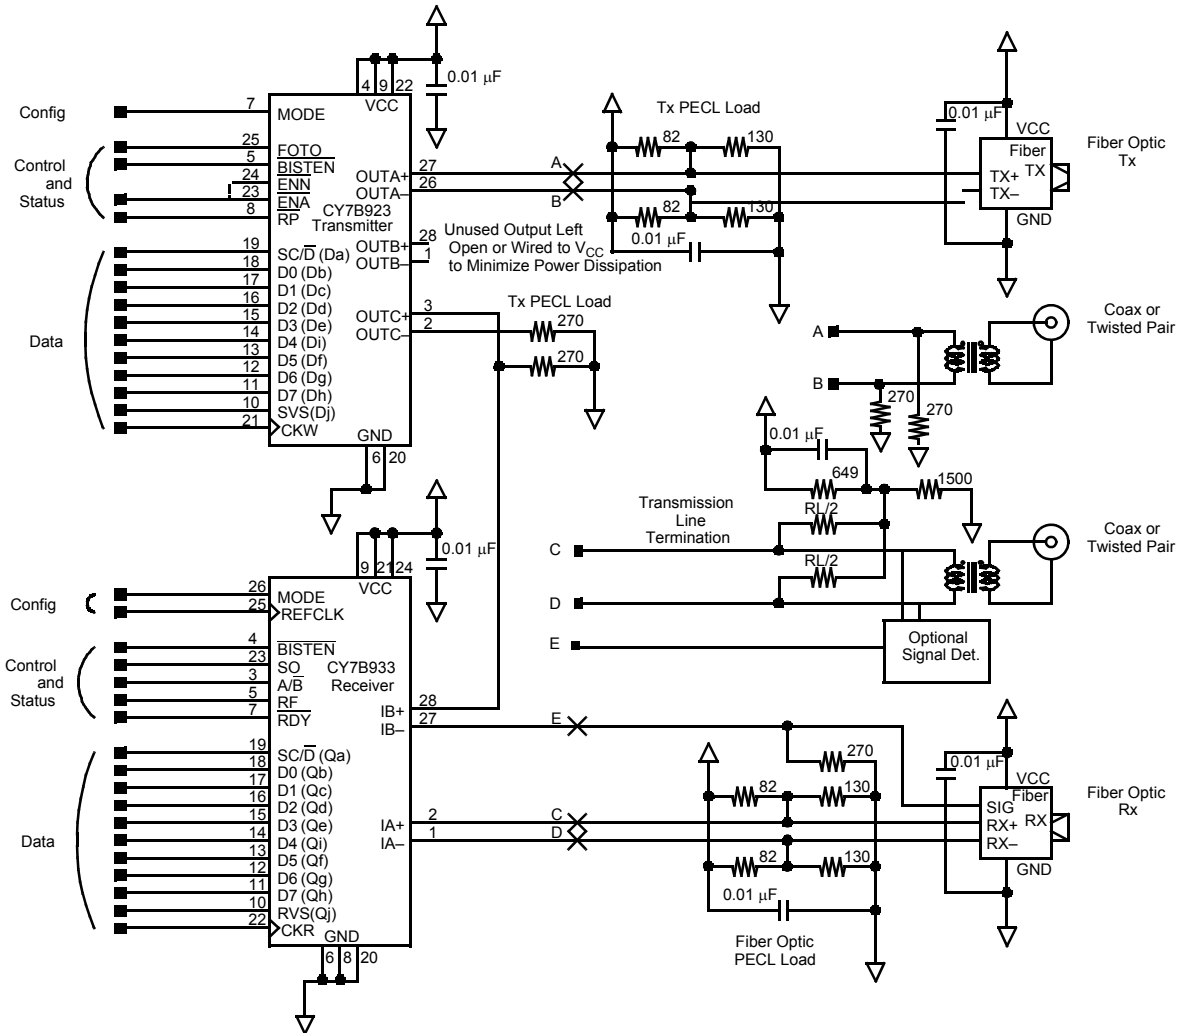 0.01 µF
4 9 22
VCC
Config
7
MODE
Control
and
Status
25
FOTO
5
BISTEN
24
ENN
23
ENA
8
RP
CY7B923
Transmitter
OUTA+
27
OUTA–
26
OUTB+
28
OUTB–
1
OUTC+
3
OUTC–
2
Data
19
SC/D (Da)
18
D0 (Db)
17
D1 (Dc)
16
D2 (Dd)
15
D3 (De)
14
D4 (Di)
13
D5 (Df)
12
D6 (Dg)
11
D7 (Dh)
10
SVS(Dj)
21
CKW
GND
6 20
Unused Output Left
Open or Wired to VCC
to Minimize Power Dissipation
A
B
Tx PECL Load
82
130
82
130
0.01 µF
Tx PECL Load
270
270
0.01 µF
VCC
Fiber
TX
TX+
TX–
GND
Fiber Optic
Tx
Coax or
Twisted Pair
A
B
270
270
0.01 µF
649
1500
RL/2
RL/2
Transmission
Line
Termination
C
D
E
Optional
Signal Det.
Coax or
Twisted Pair
0.01 µF
9 21 24
VCC
Config
26
MODE
25
REFCLK
Control
and
Status
4
BISTEN
23
SO
3
A/B
5
RF
7
RDY
CY7B933
Receiver
IB+
28
IB–
27
IA+
2
IA–
1
Data
19
SC/D (Qa)
18
D0 (Qb)
17
D1 (Qc)
16
D2 (Qd)
15
D3 (Qe)
14
D4 (Qi)
13
D5 (Qf)
12
D6 (Qg)
11
D7 (Qh)
10
RVS(Qj)
22
CKR
GND
6 8 20
E
C
D
270
82
130
82
130
0.01 µF
Fiber Optic
PECL Load
0.01 µF
VCC
Fiber
SIG
RX
RX+
RX–
GND
Fiber Optic
Rx